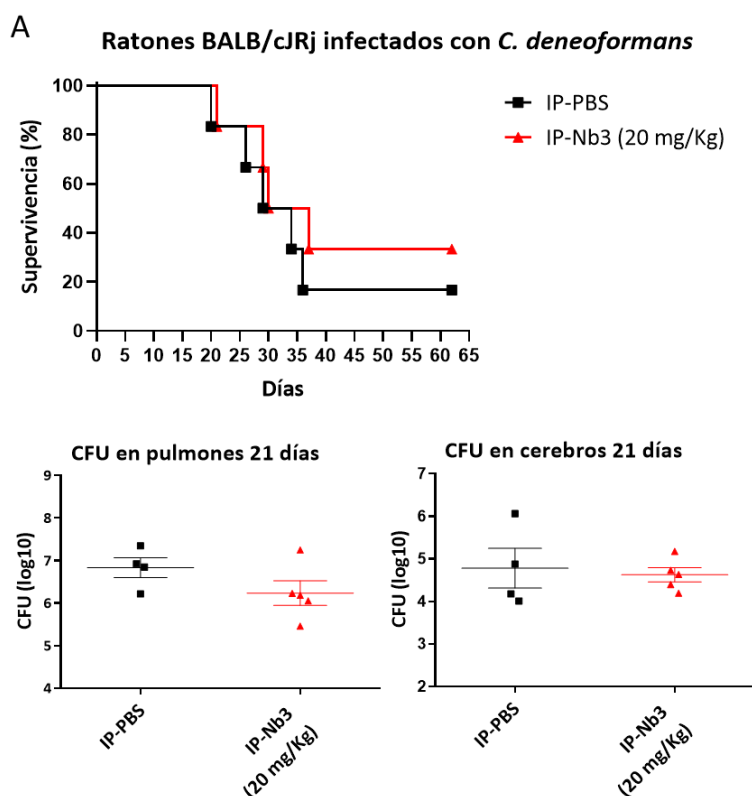 A
Ratones BALB/cJRj infectados con C. deneoformans
100
80
60
40
20
0
Supervivencia (%)
0 5 10 15 20 25 30 35 40 45 50 55 60 65
Días
IP-PBS
IP-Nb3 (20 mg/Kg)
CFU en pulmones 21 días
9
8
7
6
5
4
CFU (log10)
IP-PBS
IP-Nb3
(20 mg/Kg)
CFU en cerebros 21 días
7
6
5
4
3
2
CFU (log10)
IP-PBS
IP-Nb3
(20 mg/Kg)